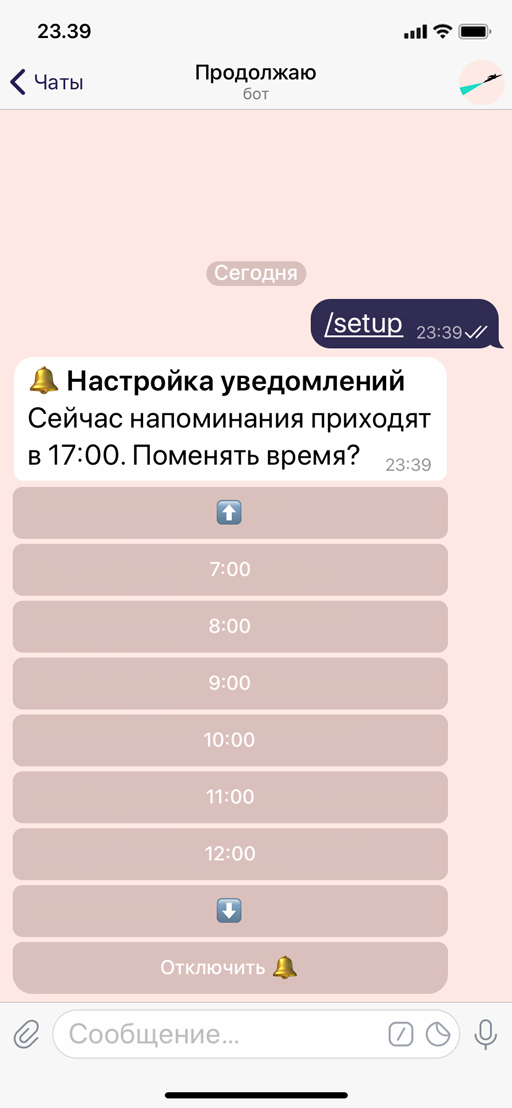 23.39
Чаты
Продолжаю
бот
Сегодня
/setup 23:39
🔔 Настройка уведомлений
Сейчас напоминания приходят
в 17:00. Поменять время? 23:39
⬆️
7:00
8:00
9:00
10:00
11:00
12:00
⬇️
Отключить 🔔
Сообщение...